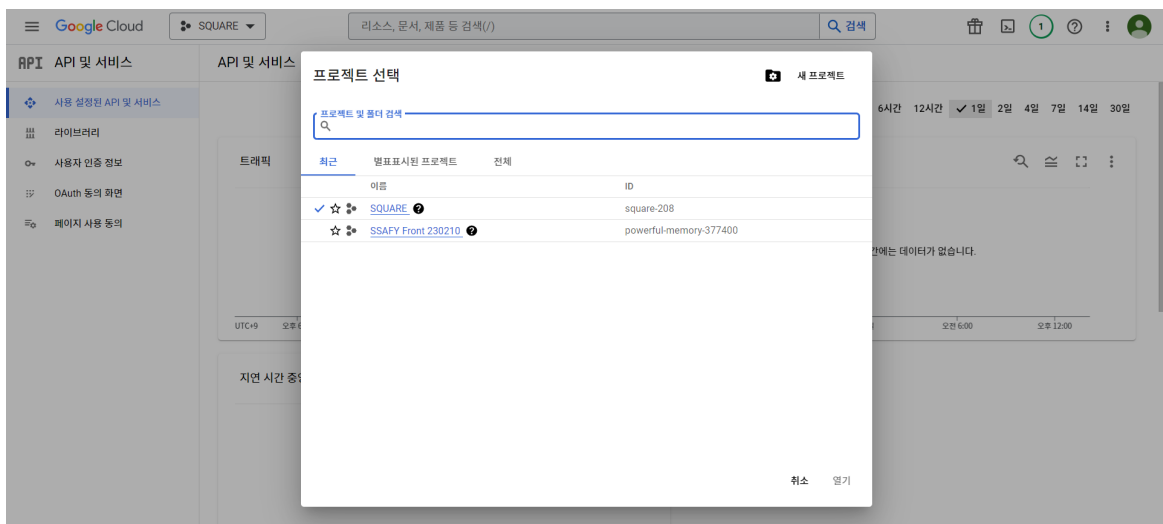 Google Cloud
SQUARE
리소스, 문서, 제품 등 검색(/)
검색
1
API API 및 서비스
API 및 서비스
사용 설정된 API 및 서비스
라이브러리
사용자 인증 정보
OAuth 동의 화면
페이지 사용 동의
6시간 12시간 1일 2일 4일 7일 14일 30일
트래픽
간에는 데이터가 없습니다.
UTC+9 오후 6
오전 6:00 오후 12:00
지연 시간 중앙
프로젝트 선택
새 프로젝트
프로젝트 및 폴더 검색
최근 별표표시된 프로젝트 전체
이름 ID
SQUARE square-208
SSAFY Front 230210 powerful-memory-377400
취소 열기